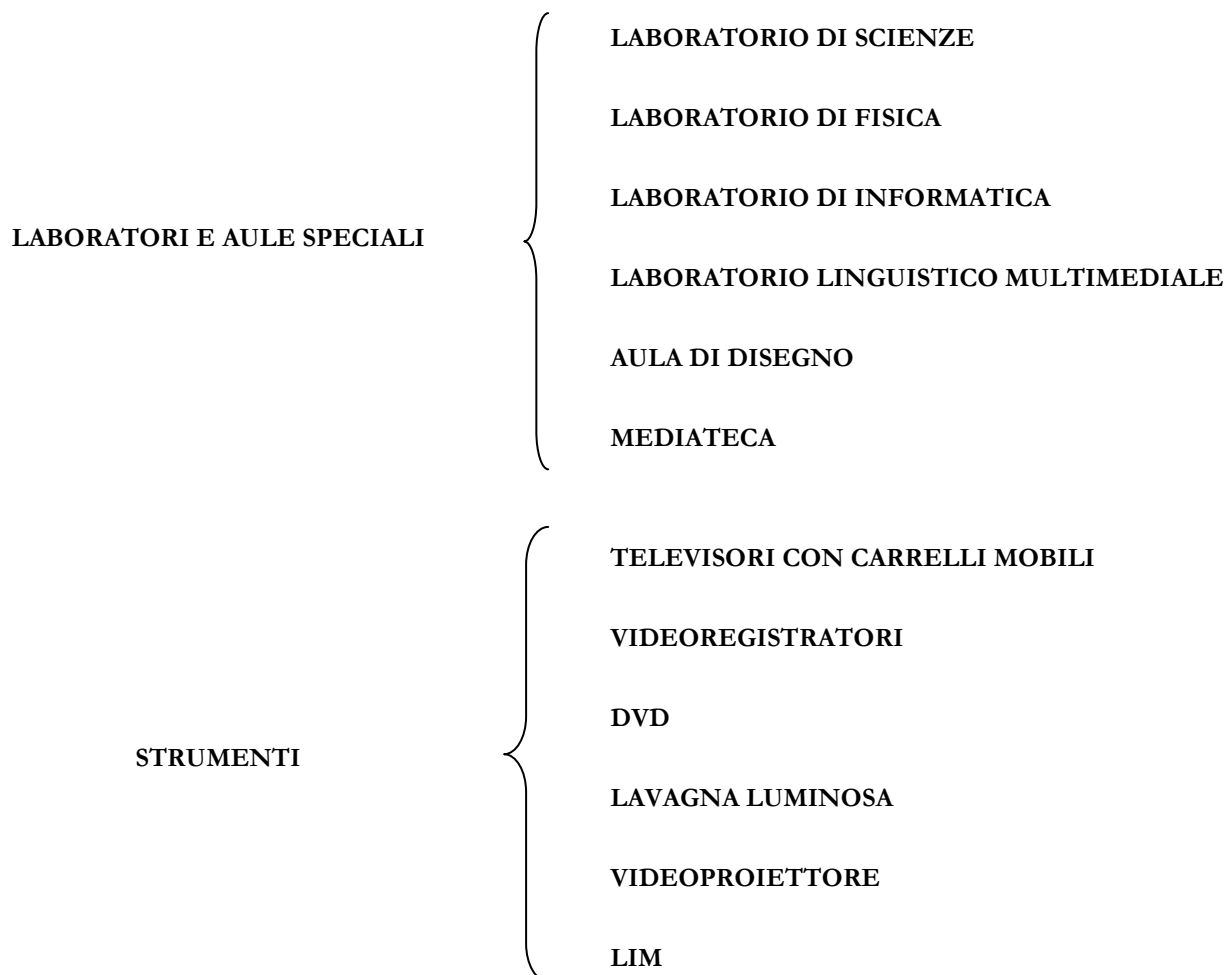 LABORATORI E AULE SPECIALI
LABORATORIO DI SCIENZE
LABORATORIO DI FISICA
LABORATORIO DI INFORMATICA
LABORATORIO LINGUISTICO MULTIMEDIALE
AULA DI DISEGNO
MEDIATECA
STRUMENTI
TELEVISORI CON CARRELLI MOBILI
VIDEOREGISTRATORI
DVD
LAVAGNA LUMINOSA
VIDEOPROIETTORE
LIM